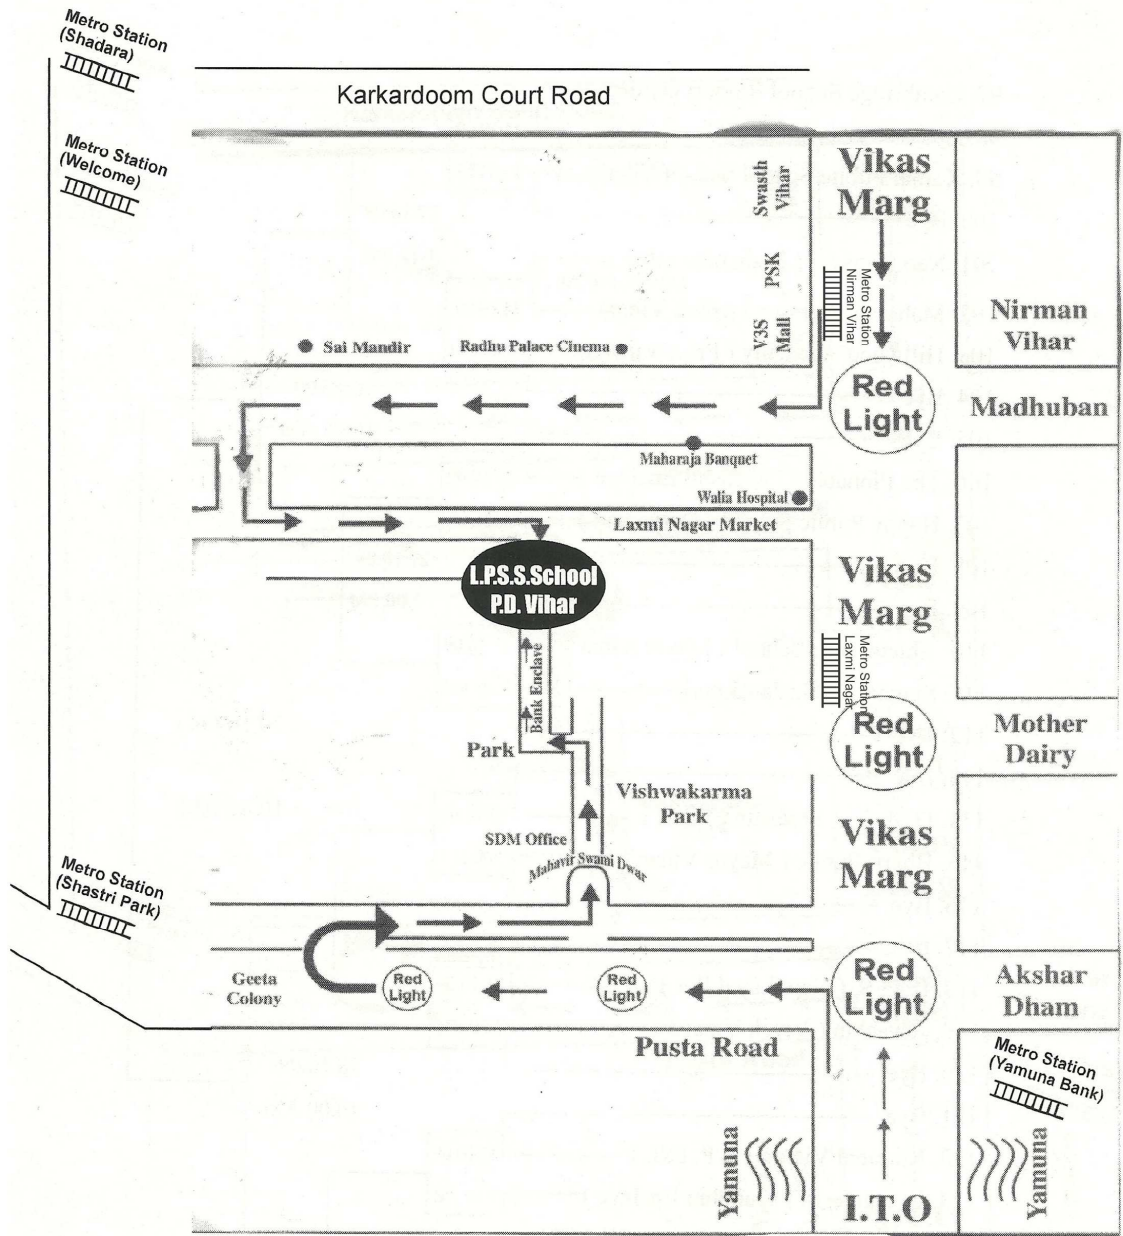 Metro Station
(Shadara)
Karkardoom Court Road
Metro Station
(Welcome)
Swasth
Vihar
Vikas
Marg
PSK
Metro Station
Nirman Vihar
V3S
Mall
Nirman
Vihar
Sai Mandir
Radhu Palace Cinema
Red
Light
Madhuban
Maharaja Banquet
Walia Hospital
Laxmi Nagar Market
L.P.S.S.School
P.D. Vihar
Vikas
Marg
Metro Station
Laxmi Nagar
Bank Enclave
Park
Red
Light
Mother
Dairy
Vishwakarma
Park
SDM Office
Mahavir Swami Dwar
Vikas
Marg
Metro Station
(Shastri Park)
Geeta
Colony
Red
Light
Red
Light
Red
Light
Akshar
Dham
Pusta Road
Metro Station
(Yamuna Bank)
Yamuna
I.T.O
Yamuna